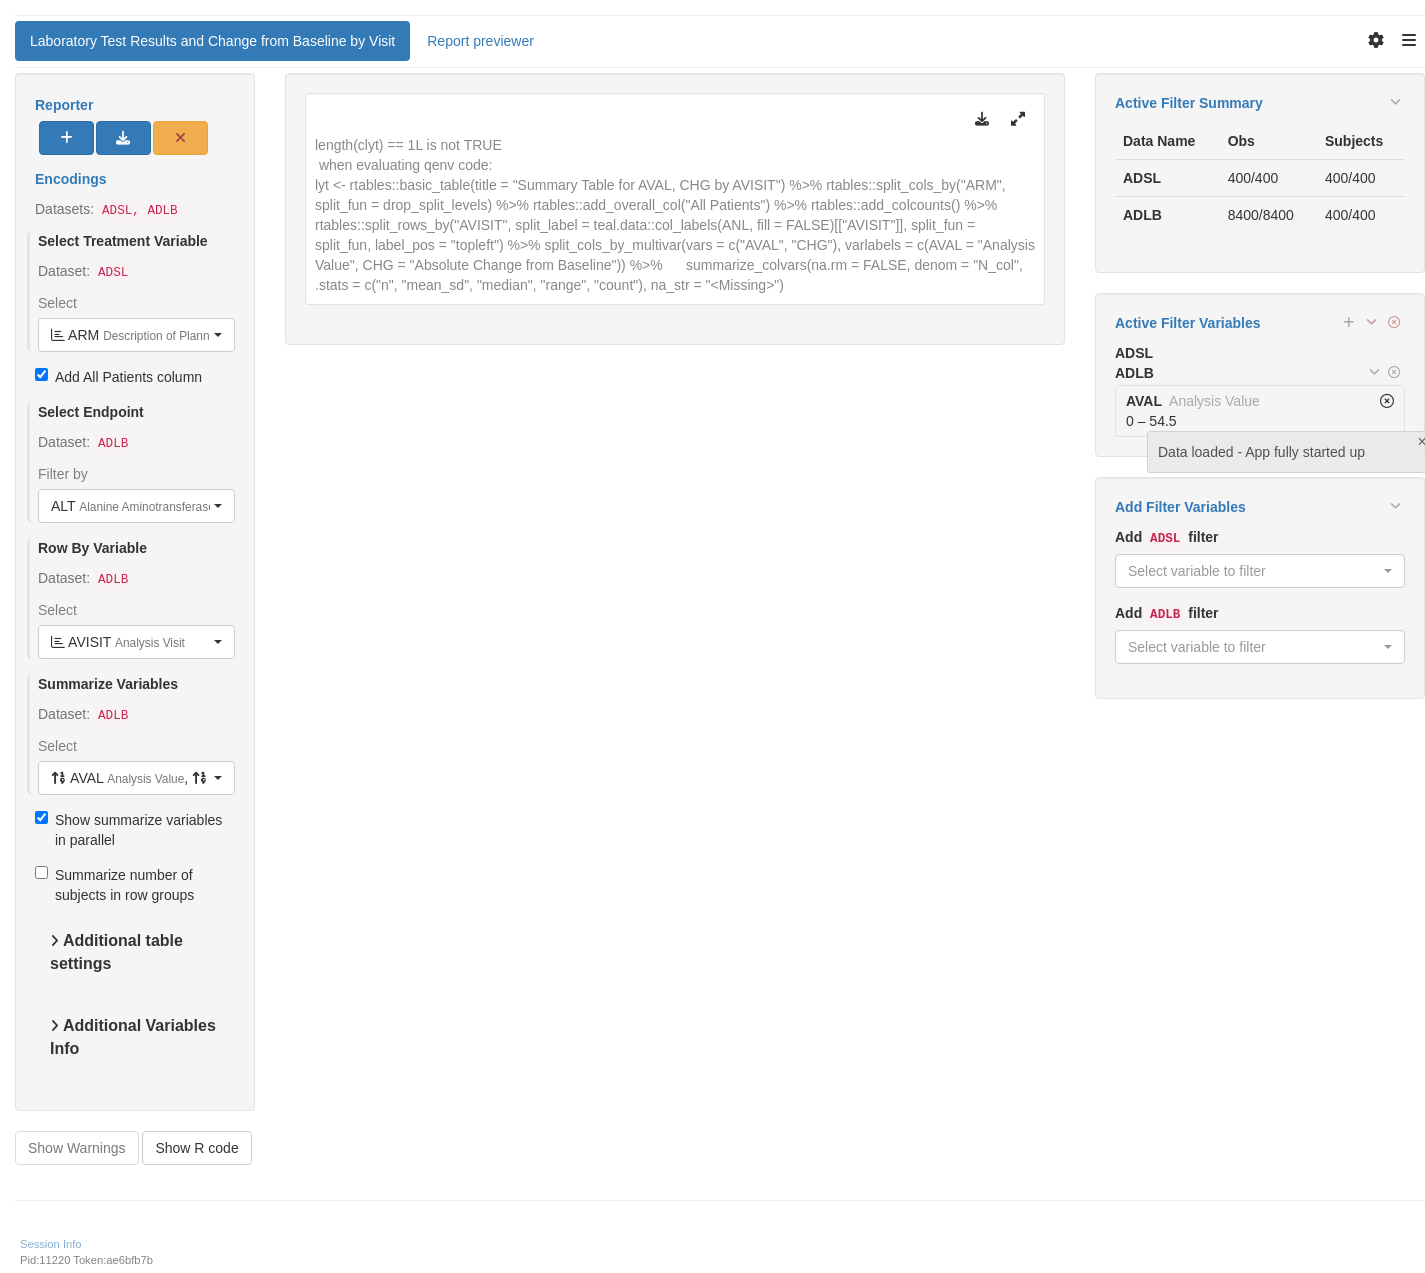 Laboratory Test Results and Change from Baseline by Visit
Report previewer
Reporter
Encodings
Datasets: ADSL, ADLB
Select Treatment Variable
Dataset: ADSL
Select
ARM Description of Plann
Add All Patients column
Select Endpoint
Dataset: ADLB
Filter by
ALT Alanine Aminotransferase
Row By Variable
Dataset: ADLB
Select
AVISIT Analysis Visit
Summarize Variables
Dataset: ADLB
Select
AVAL Analysis Value,
Show summarize variables
in parallel
Summarize number of
subjects in row groups
Additional table
settings
Additional Variables
Info
Show Warnings
Show R code
length(clyt) == 1L is not TRUE
when evaluating qenv code:
lyt <- rtables::basic_table(title = "Summary Table for AVAL, CHG by AVISIT") %>% rtables::split_cols_by("ARM",
split_fun = drop_split_levels) %>% rtables::add_overall_col("All Patients") %>% rtables::add_colcounts() %>%
rtables::split_rows_by("AVISIT", split_label = teal.data::col_labels(ANL, fill = FALSE)[["AVISIT"]], split_fun =
split_fun, label_pos = "topleft") %>% split_cols_by_multivar(vars = c("AVAL", "CHG"), varlabels = c(AVAL = "Analysis
Value", CHG = "Absolute Change from Baseline")) %>% summarize_colvars(na.rm = FALSE, denom = "N_col",
.stats = c("n", "mean_sd", "median", "range", "count"), na_str = "<Missing>")
Active Filter Summary
Data Name Obs Subjects
ADSL 400/400 400/400
ADLB 8400/8400 400/400
Active Filter Variables
ADSL
ADLB
AVAL Analysis Value
0 – 54.5
Data loaded - App fully started up
Add Filter Variables
Add ADSL filter
Select variable to filter
Add ADLB filter
Select variable to filter
Session Info
Pid:11220 Token:ae6bfb7b